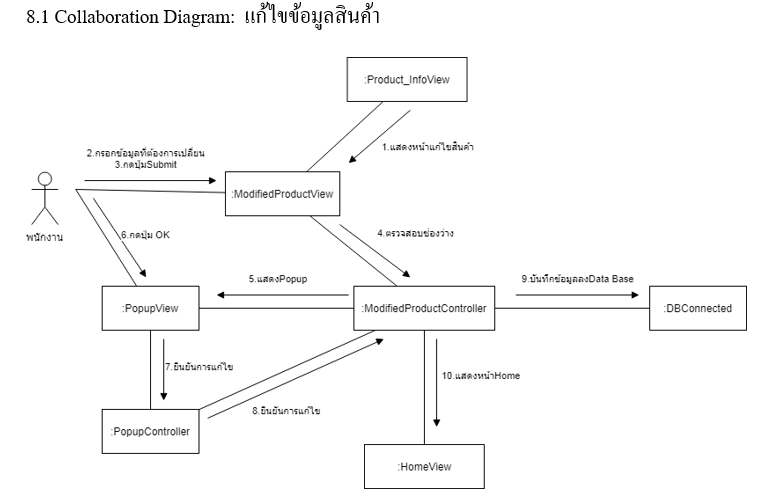 8.1 Collaboration Diagram: แก้ไขข้อมูลสินค้า
:Product_InfoView
1.แสดงหน้าแก้ไขสินค้า
2.กรอกข้อมูลที่ต้องการเปลี่ยน
3.กดปุ่มSubmit
:ModifiedProductView
พนักงาน
6.กดปุ่ม OK
4.ตรวจสอบช่องว่าง
5.แสดงPopup
9.บันทึกข้อมูลลงData Base
:PopupView
:ModifiedProductController
:DBConnected
7.ยืนยันการแก้ไข
10.แสดงหน้าHome
8.ยืนยันการแก้ไข
:PopupController
:HomeView